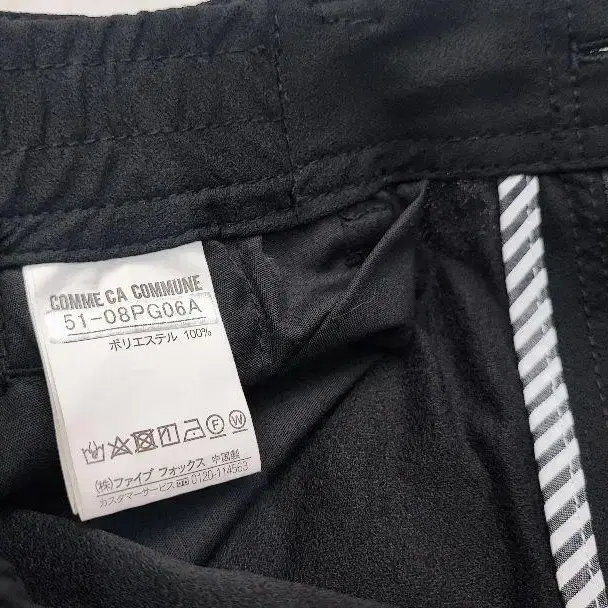 COMME CA COMMUNE
51-08PG06A
ポリエステル 100%
F W
(株)ファイブ フォックス 中国製
カスタマーサービス 0120-114563